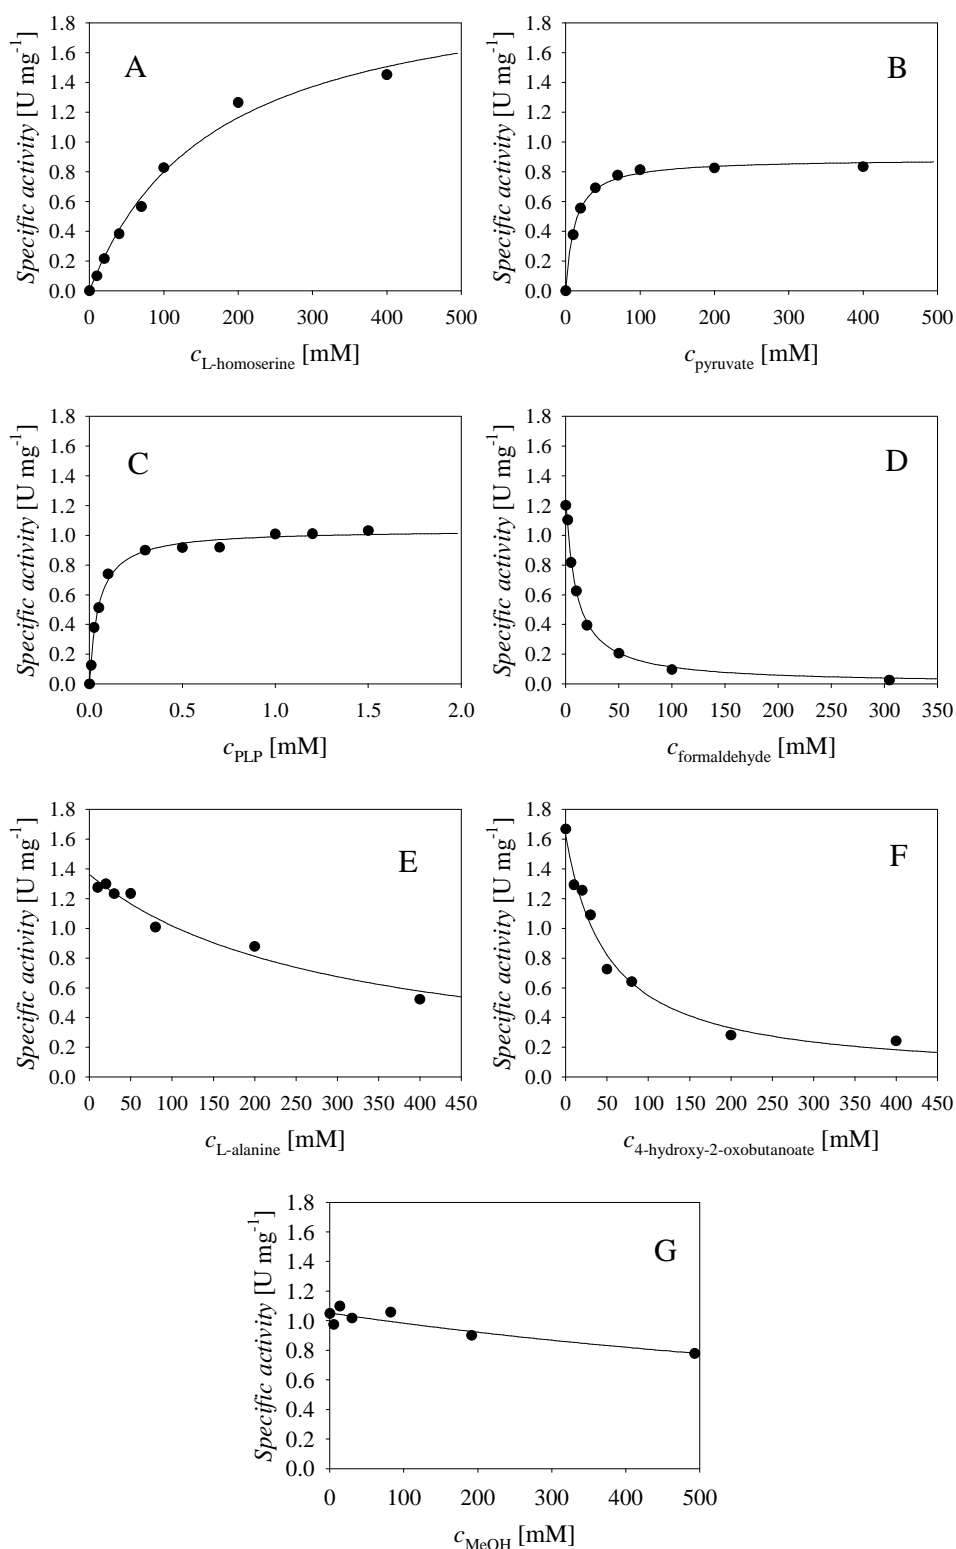 A
Specific activity [U mg-1]
1.8
1.6
1.4
1.2
1.0
0.8
0.6
0.4
0.2
0.0
0 100 200 300 400 500
cL-homoserine [mM]
B
Specific activity [U mg-1]
1.8
1.6
1.4
1.2
1.0
0.8
0.6
0.4
0.2
0.0
0 100 200 300 400 500
cpyruvate [mM]
C
Specific activity [U mg-1]
1.8
1.6
1.4
1.2
1.0
0.8
0.6
0.4
0.2
0.0
0.0 0.5 1.0 1.5 2.0
cPLP [mM]
D
Specific activity [U mg-1]
1.8
1.6
1.4
1.2
1.0
0.8
0.6
0.4
0.2
0.0
0 50 100 150 200 250 300 350
cformaldehyde [mM]
E
Specific activity [U mg-1]
1.8
1.6
1.4
1.2
1.0
0.8
0.6
0.4
0.2
0.0
0 50 100 150 200 250 300 350 400 450
cL-alanine [mM]
F
Specific activity [U mg-1]
1.8
1.6
1.4
1.2
1.0
0.8
0.6
0.4
0.2
0.0
0 50 100 150 200 250 300 350 400 450
c4-hydroxy-2-oxobutanoate [mM]
G
Specific activity [U mg-1]
1.8
1.6
1.4
1.2
1.0
0.8
0.6
0.4
0.2
0.0
0 100 200 300 400 500
cMeOH [mM]